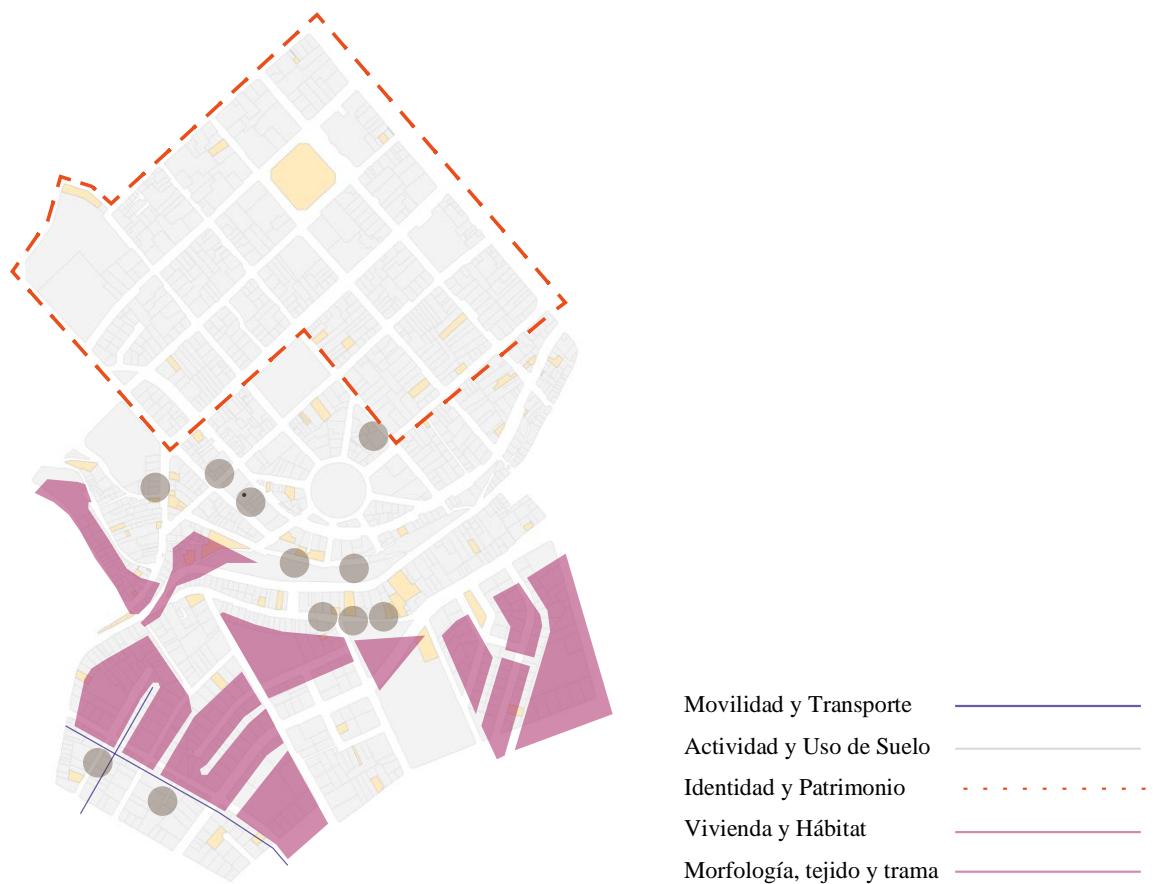 Movilidad y Transporte
Actividad y Uso de Suelo
Identidad y Patrimonio
Vivienda y Hábitat
Morfología, tejido y trama